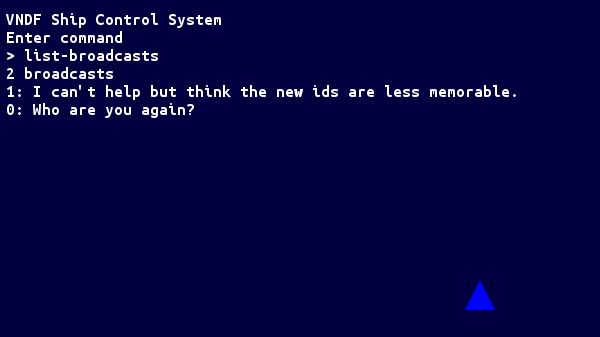 VNDF Ship Control System
Enter command
> list-broadcasts
2 broadcasts
1: I can't help but think the new ids are less memorable.
0: Who are you again?